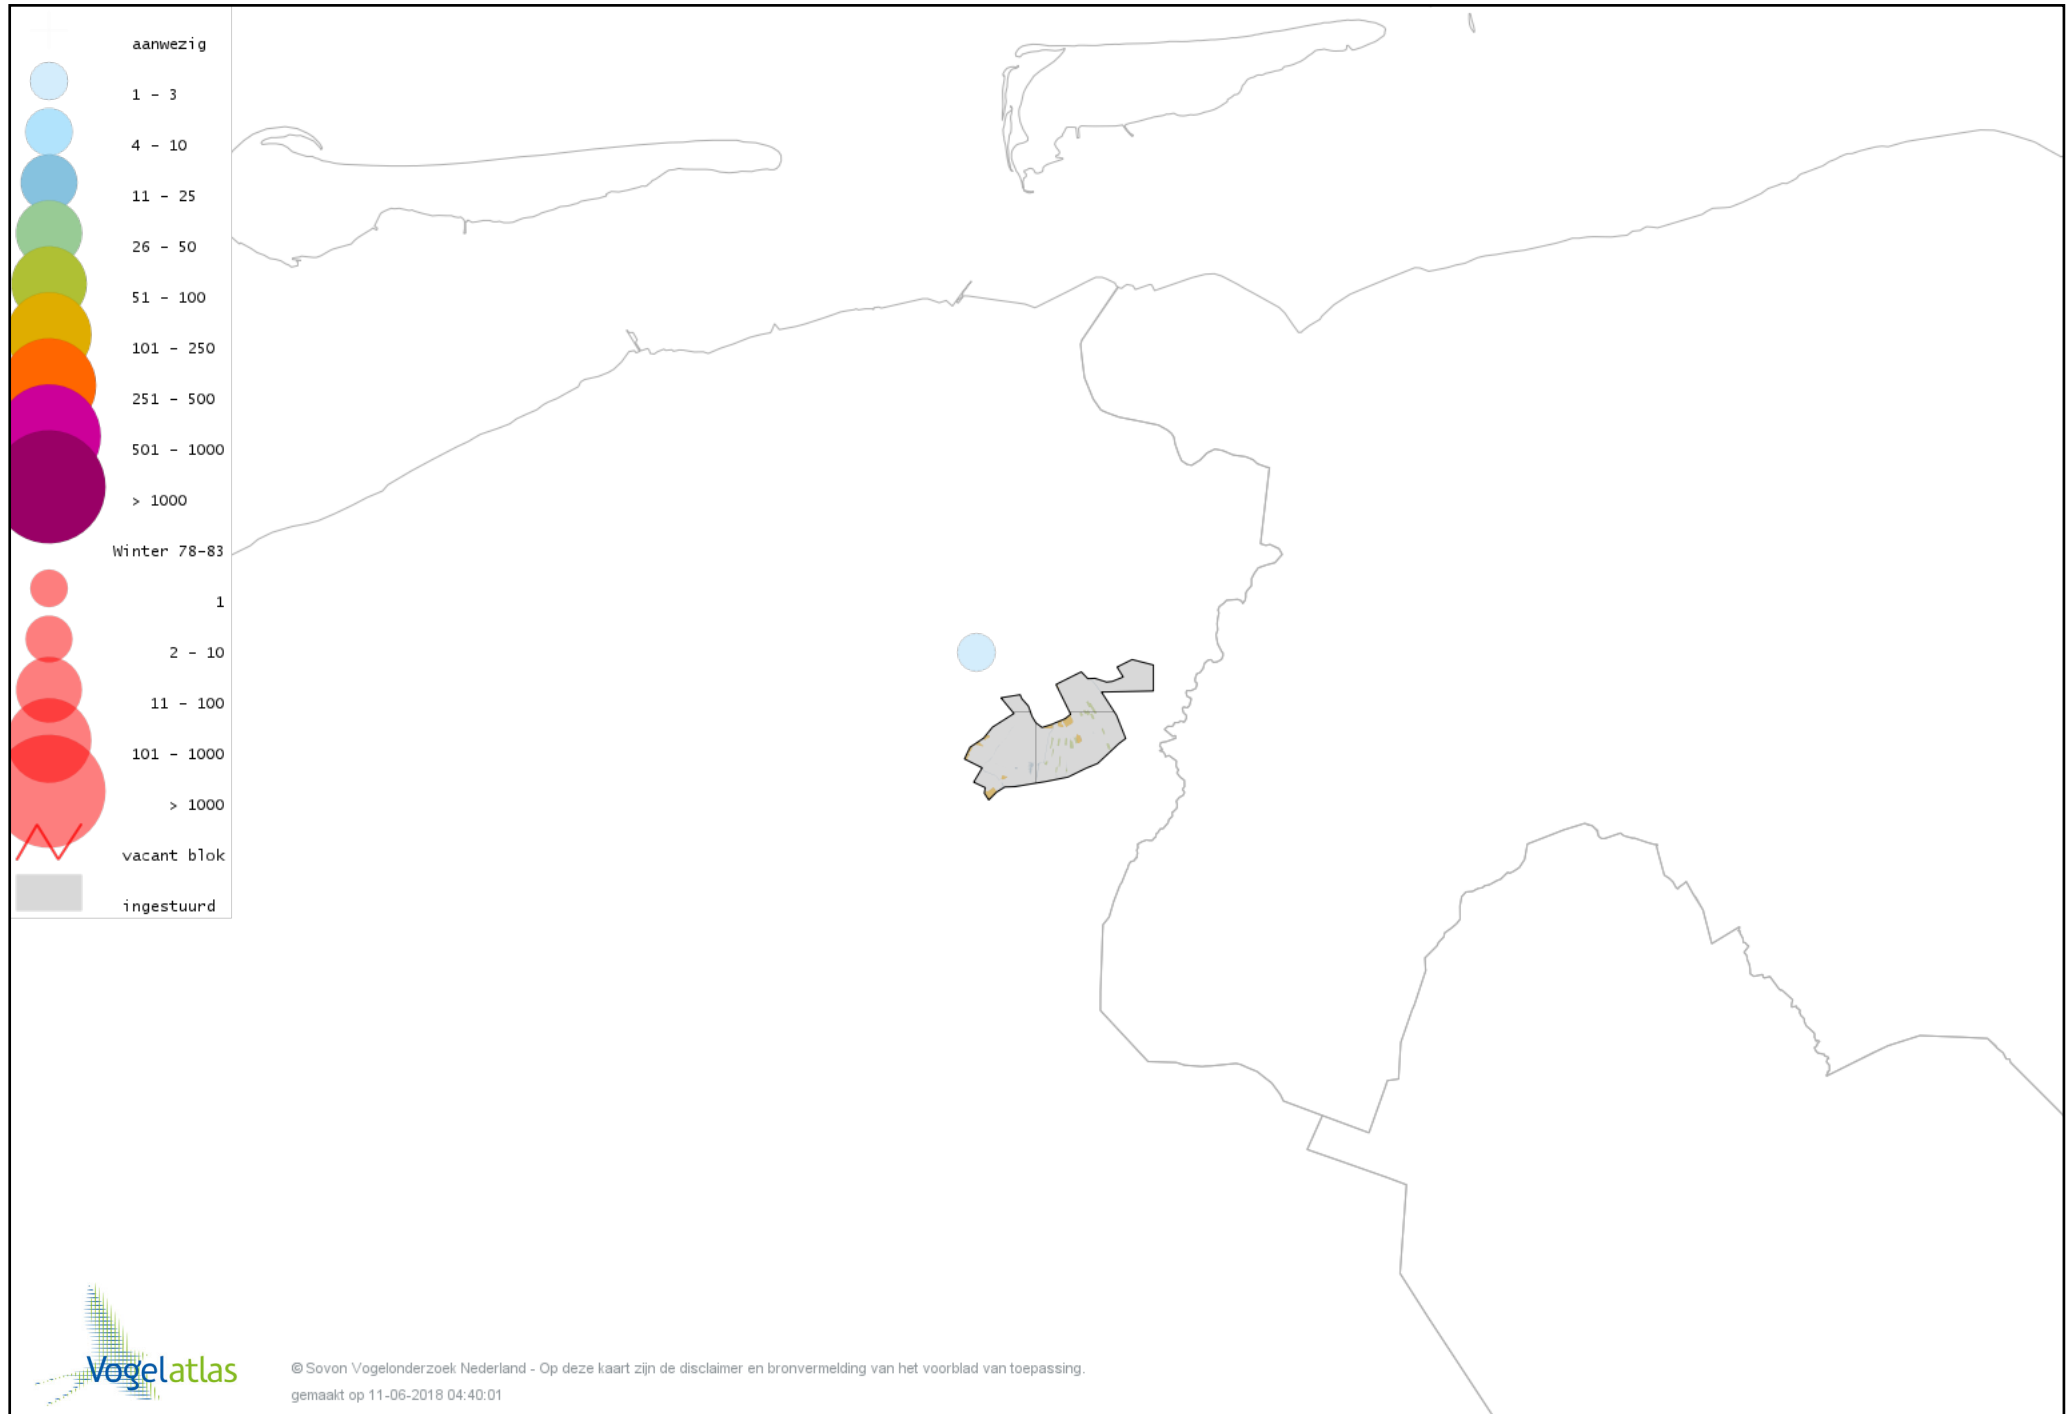 aanwezig
1 - 3
4 - 10
11 - 25
26 - 50
51 - 100
101 - 250
251 - 500
501 - 1000
> 1000
Winter 78-83
1
2 - 10
11 - 100
101 - 1000
> 1000
vacant blok
ingestuurd
Vogelatlas
© Sovon Vogelonderzoek Nederland - Op deze kaart zijn de disclaimer en bronvermelding van het voorblad van toepassing.
gemaakt op 11-06-2018 04:40:01